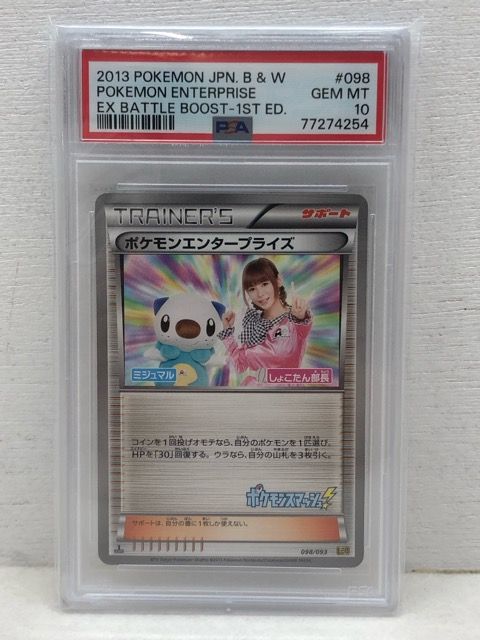 2013 POKEMON JPN. B & W #098
POKEMON ENTERPRISE GEM MT
EX BATTLE BOOST-1ST ED. 10
PSA 77274254
TRAINER'S サポート
ポケモンエンタープライズ
ミジュマル しょこたん部長
コインを1回投げオモテなら、自分のポケモンを1匹選び、
HPを「30」回復する。ウラなら、自分の山札を3枚引く。
ポケモンスマッシュ!
サポートは、自分の番に1枚しか使えない。
098/093 EBB